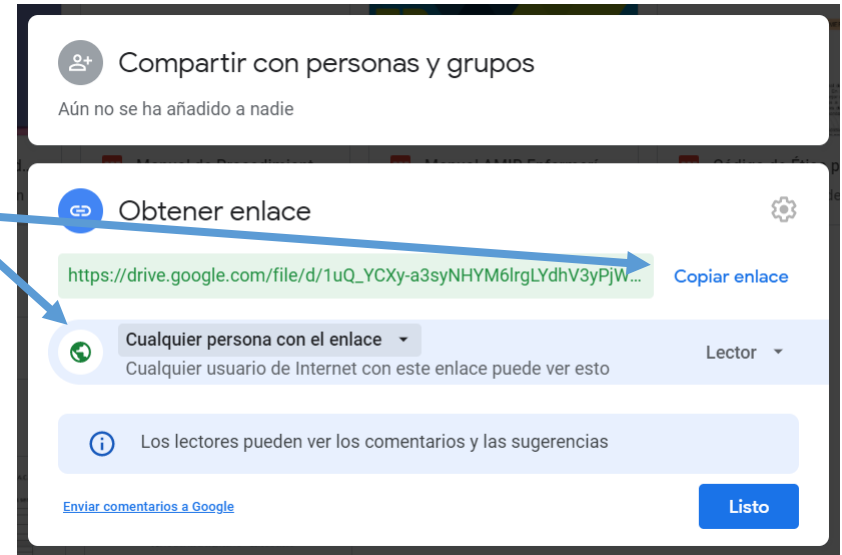 Compartir con personas y grupos
Aún no se ha añadido a nadie
Obtener enlace
https://drive.google.com/file/d/1uQ_YCXy-a3syNHYM6lrgLYdhV3yPjW...
Copiar enlace
Cualquier persona con el enlace
Cualquier usuario de Internet con este enlace puede ver esto
Lector
Los lectores pueden ver los comentarios y las sugerencias
Enviar comentarios a Google
Listo